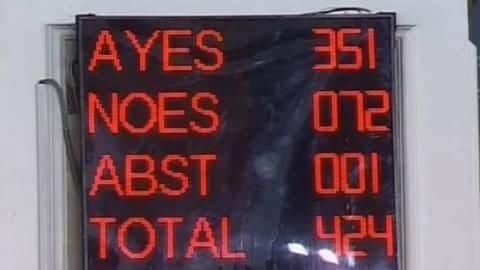 AYES 351
NOES 072
ABST 001
TOTAL 424